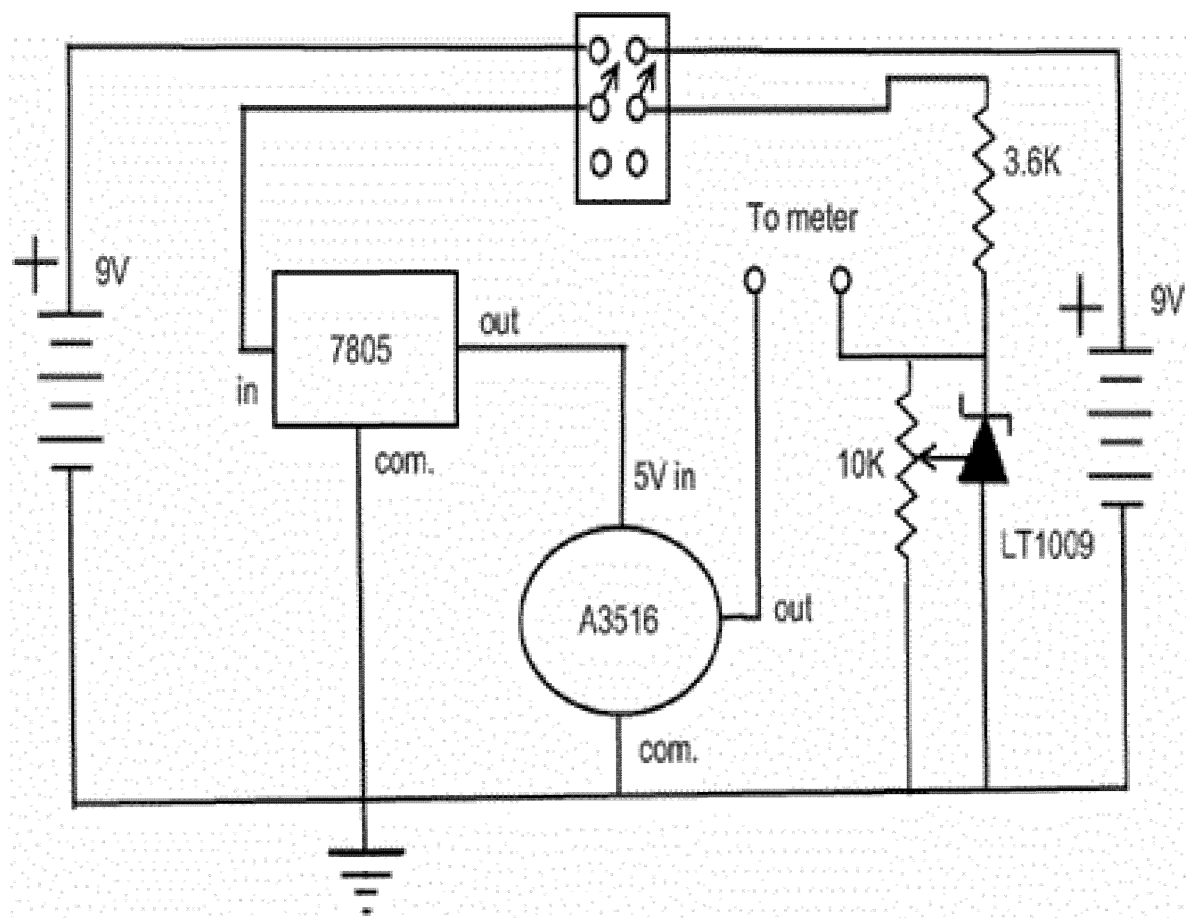 3.6K
To meter
+ 9V
+ 9V
out
7805
in
com.
5V in
10K
LT1009
A3516
out
com.